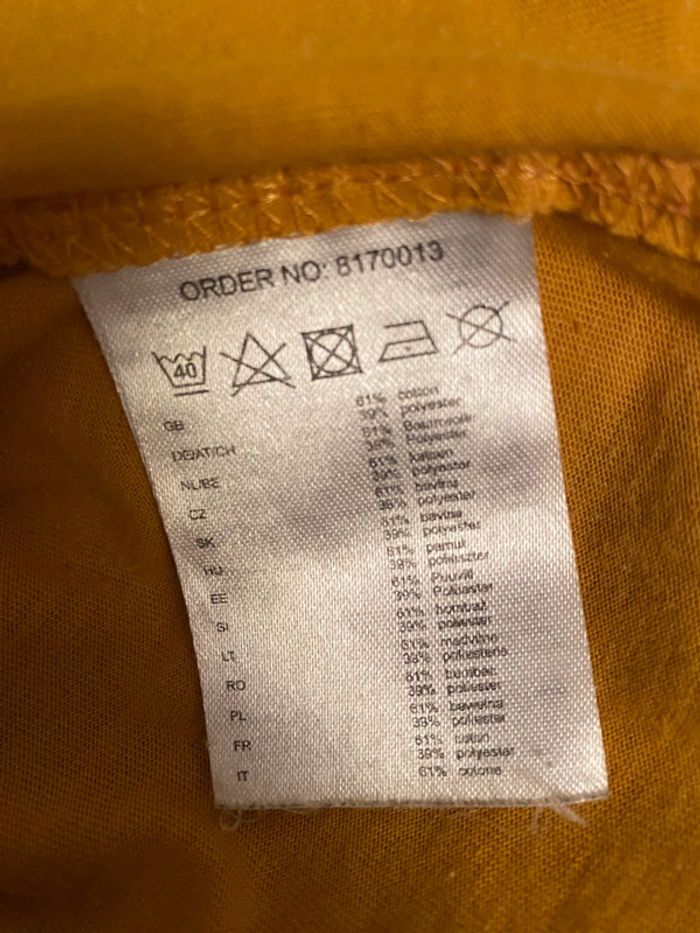 ORDER NO: 8170013
40
GB 61% cotton
39% polyester
DE/AT/CH 61% Baumwolle
39% Polyester
NL/BE 61% katoen
39% polyester
CZ 61% bavlna
39% polyester
SK 61% bavlna
39% polyester
HU 61% pamut
39% poliészter
EE 61% Puuvill
39% Polüester
SI 61% bombaž
39% poliester
LT 61% medvilnė
39% poliesteris
RO 61% bumbac
39% poliester
PL 61% bawełna
39% poliester
FR 61% coton
39% polyester
IT 61% cotone